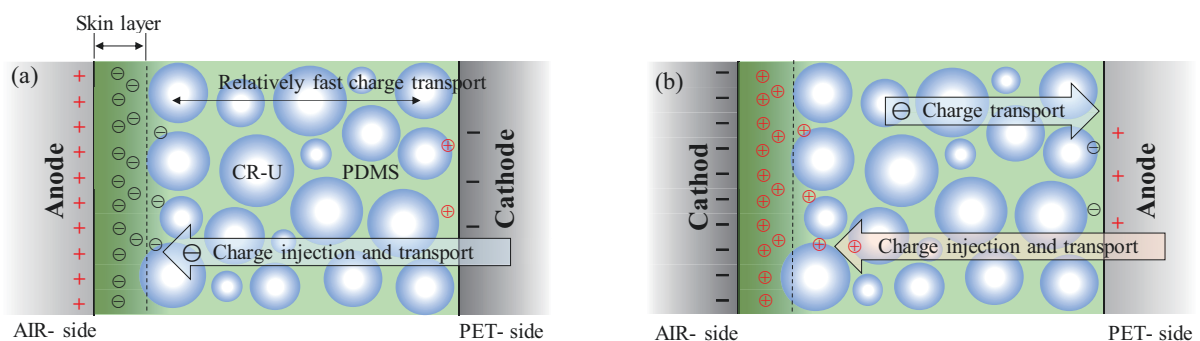 Skin layer
(a)
Relatively fast charge transport
Anode
CR-U
PDMS
Cathode
Charge injection and transport
AIR- side
PET- side
(b)
Charge transport
Cathod
Anode
Charge injection and transport
AIR- side
PET- side